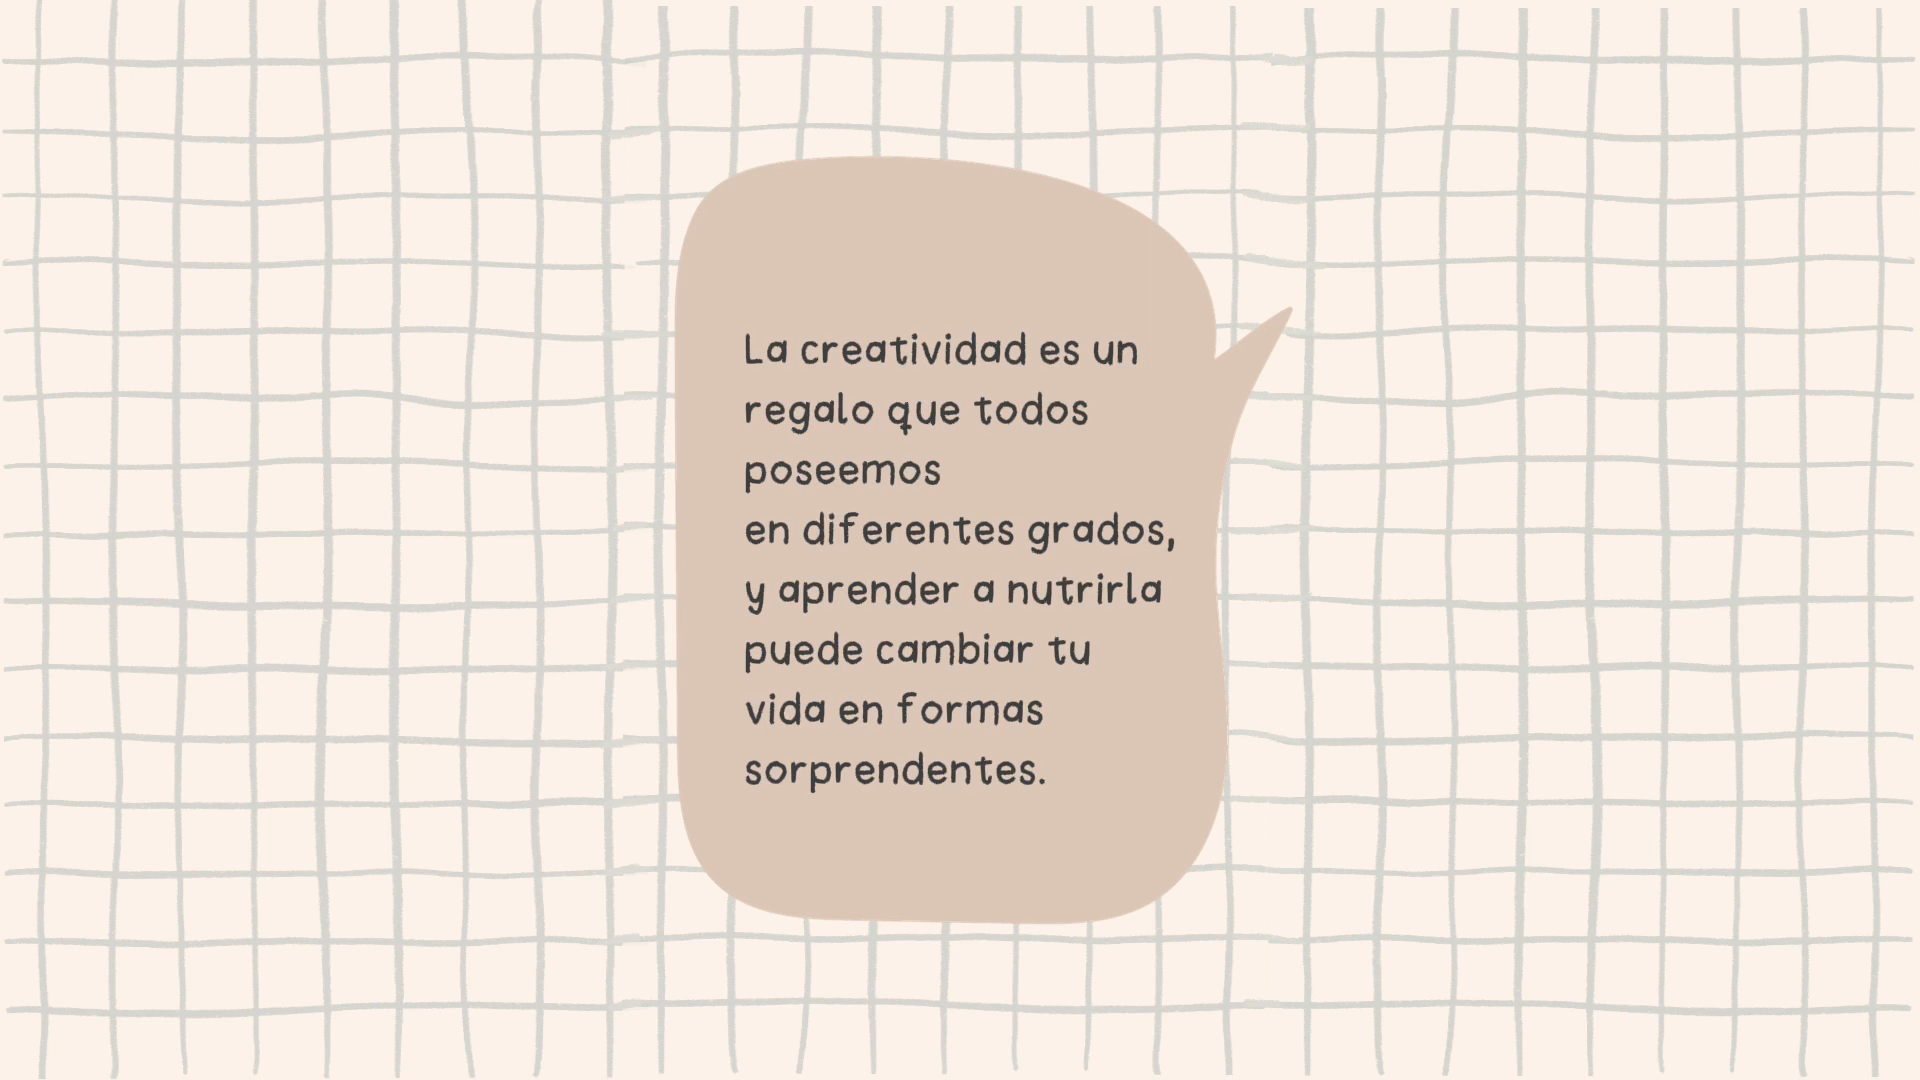 La creatividad es un
regalo que todos
poseemos
en diferentes grados,
y aprender a nutrirla
puede cambiar tu
vida en formas
sorprendentes.